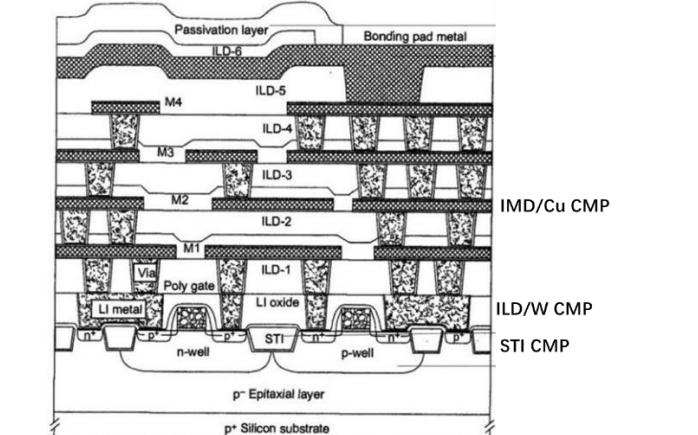 Passivation layer
Bonding pad metal
ILD-6
ILD-5
M4
ILD-4
M3
ILD-3
M2
IMD/Cu CMP
ILD-2
M1
Via
ILD-1
Poly gate
LI metal
LI oxide
ILD/W CMP
n+
p+
p+
STI
n+
n+
p+
STI CMP
n-well
p-well
p– Epitaxial layer
p+ Silicon substrate